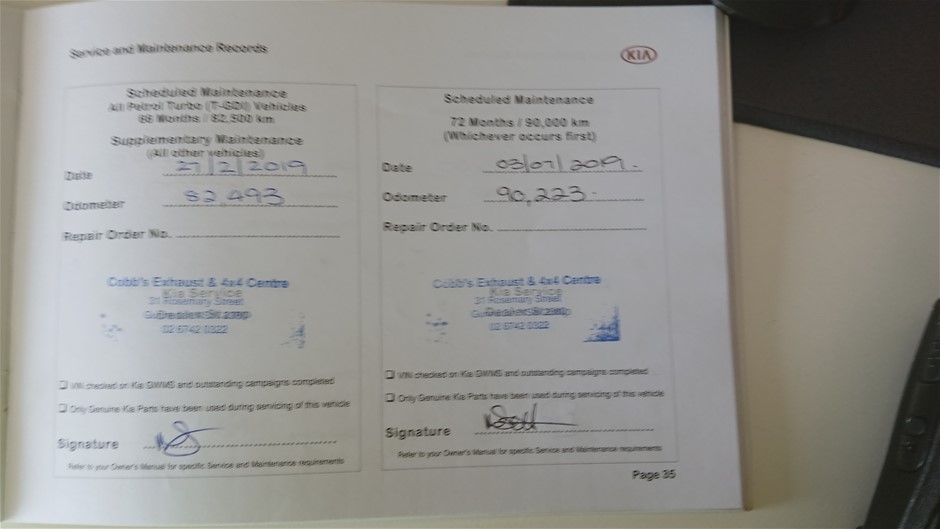 Service and Maintenance Records
KIA
Scheduled Maintenance
All Petrol Turbo (T-GDI) Vehicles
68 Months / 82,500 km
Supplementary Maintenance
(All other vehicles)
Date 27/2/2019
Odometer 82,493
Repair Order No.
Cobb's Exhaust & 4x4 Centre
Kia Service
31 Rosemary Street
02 6742 0322
❑ VIN checked on Kia GWMS and outstanding campaigns completed
❑ Only Genuine Kia Parts have been used during servicing of this vehicle
Signature
Refer to your Owner's Manual for specific Service and Maintenance requirements
Scheduled Maintenance
72 Months / 90,000 km
(Whichever occurs first)
Date 03/07/2019.
Odometer 90,223.
Repair Order No.
Cobb's Exhaust & 4x4 Centre
Kia Service
31 Rosemary Street
02 6742 0322
❑ VIN checked on Kia GWMS and outstanding campaigns completed
❑ Only Genuine Kia Parts have been used during servicing of this vehicle
Signature
Refer to your Owner's Manual for specific Service and Maintenance requirements
Page 35